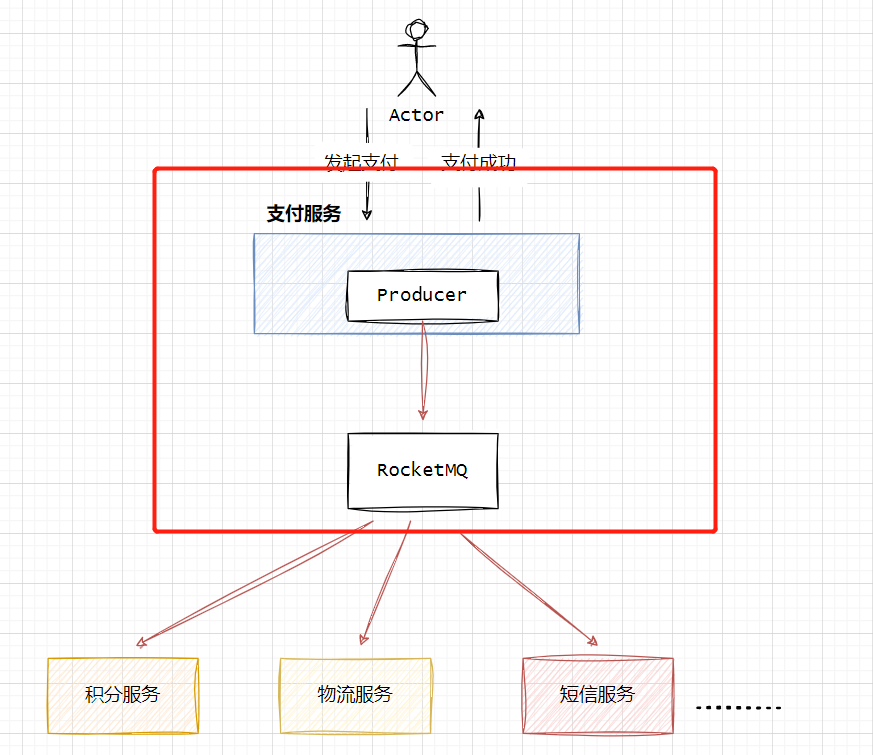 Actor
发起支付
支付成功
支付服务
Producer
RocketMQ
积分服务
物流服务
短信服务